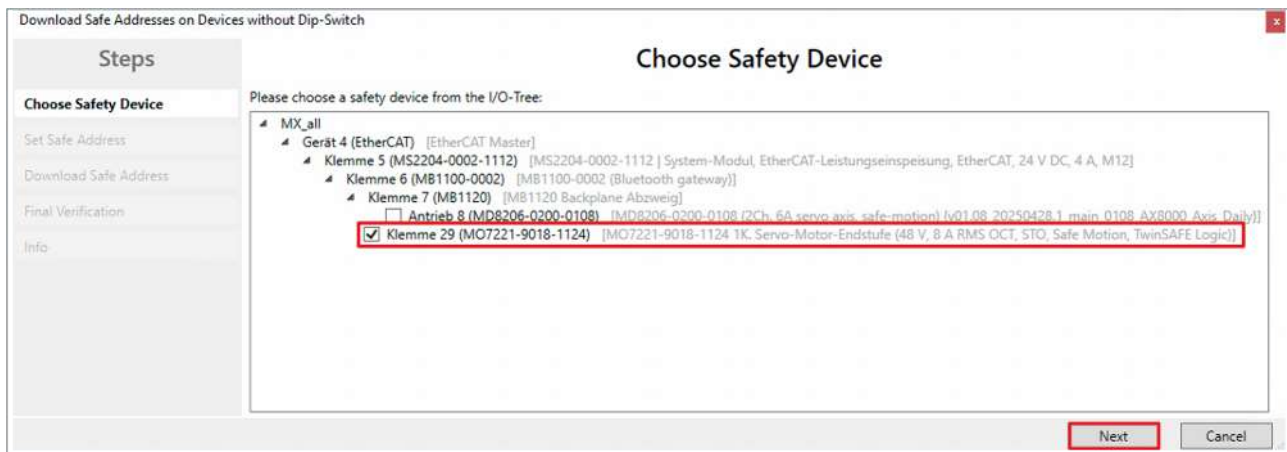 Download Safe Addresses on Devices without Dip-Switch
x
Steps
Choose Safety Device
Set Safe Address
Download Safe Address
Final Verification
Info
Choose Safety Device
Please choose a safety device from the I/O-Tree:
MX_all
Gerät 4 (EtherCAT) [EtherCAT Master]
Klemme 5 (MS2204-0002-1112) [MS2204-0002-1112 | System-Modul, EtherCAT-Leistungseinspeisung, EtherCAT, 24 V DC, 4 A, M12]
Klemme 6 (MB1100-0002) [MB1100-0002 (Bluetooth gateway)]
Klemme 7 (MB1120) [MB1120 Backplane Abzweig]
Antrieb 8 (MD8206-0200-0108) [MD8206-0200-0108 (2Ch, 6A servo axis, safe-motion) (v01.08_20250428.1_main_0108_AX8000_Axis_Daily)]
Klemme 29 (MO7221-9018-1124) [MO7221-9018-1124 1K. Servo-Motor-Endstufe (48 V, 8 A RMS OCT, STO, Safe Motion, TwinSAFE Logic)]
Next
Cancel